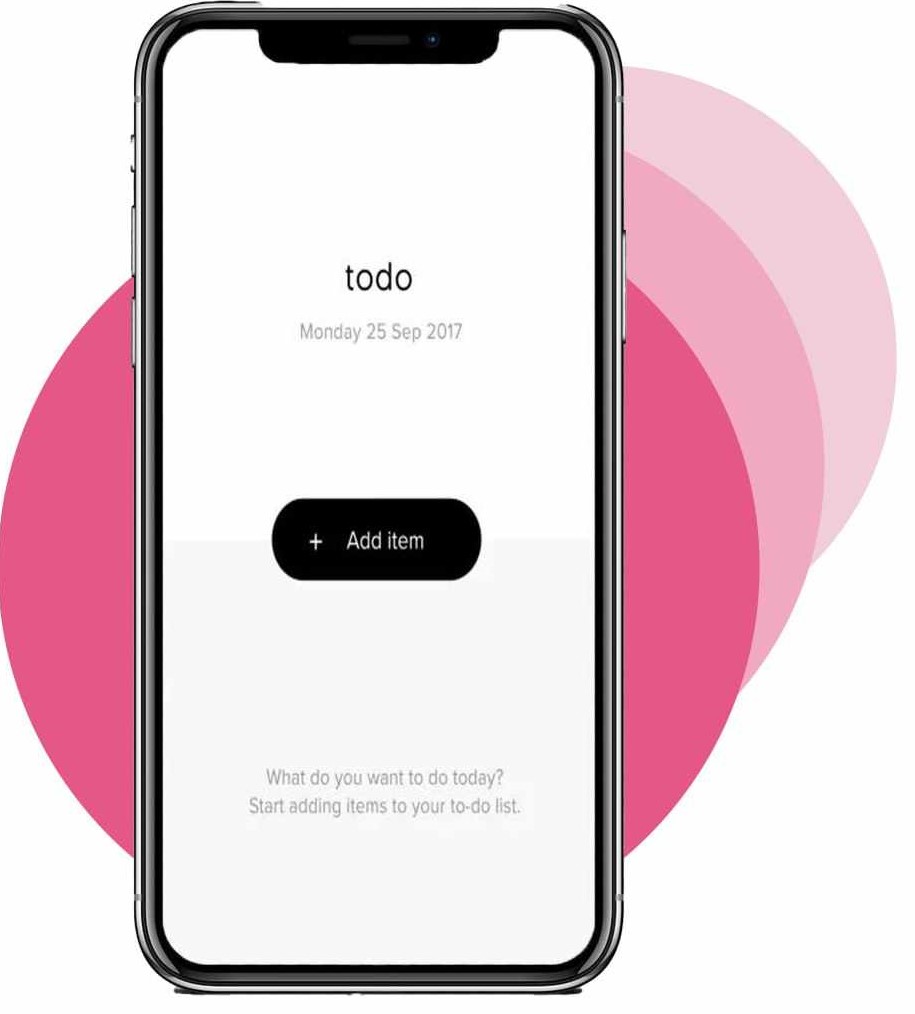 todo
Monday 25 Sep 2017
+ Add item
What do you want to do today?
Start adding items to your to-do list.